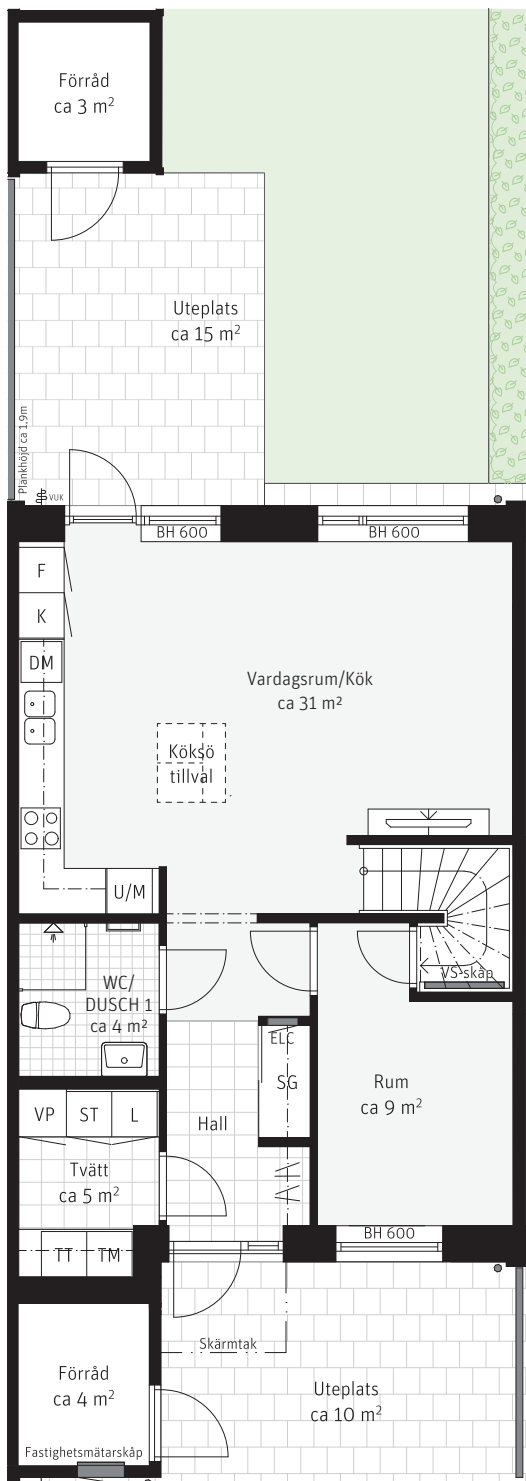 Förråd
ca 3 m²
Uteplats
ca 15 m²
Plankhöjd ca 1.9m
VUK
BH 600
BH 600
F
K
DM
Vardagsrum/Kök
ca 31 m²
Köksö
tillval
U/M
WC/
DUSCH 1
ca 4 m²
VS-skåp
ELC
SG
Rum
ca 9 m²
VP
ST
L
Hall
Tvätt
ca 5 m²
BH 600
TT
TM
Skärmtak
Förråd
ca 4 m²
Uteplats
ca 10 m²
Fastighetsmätarskåp